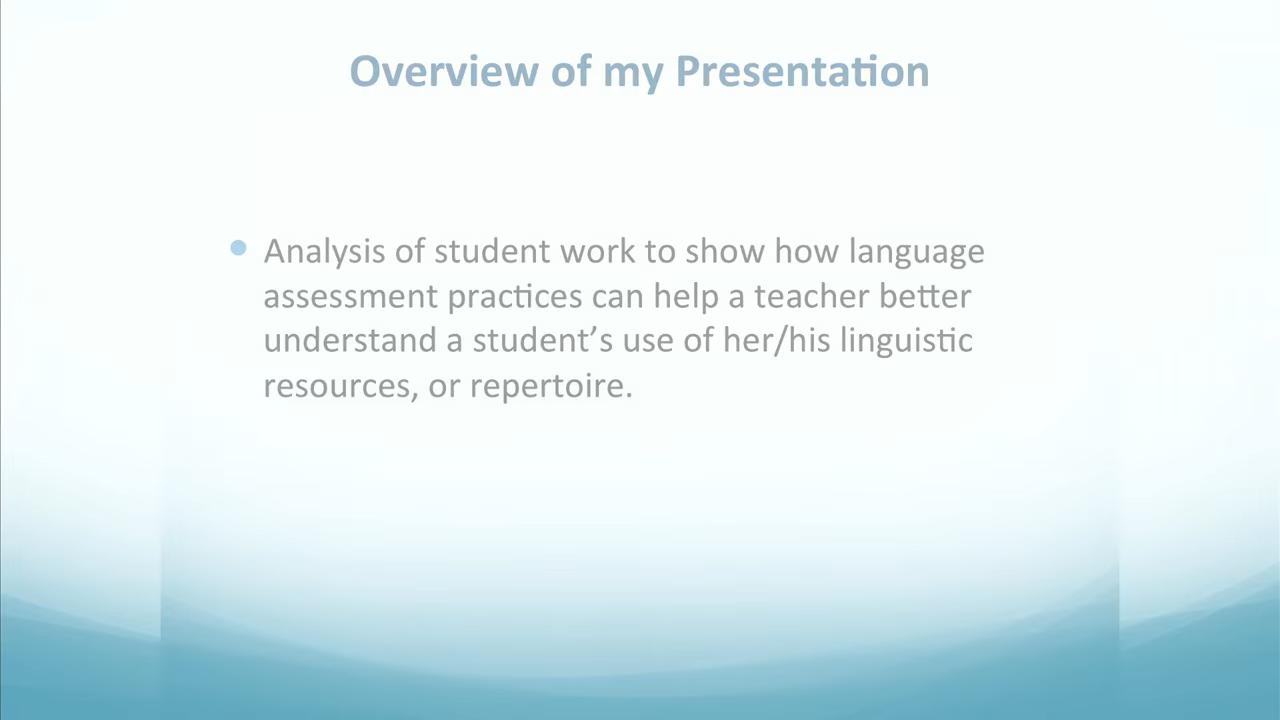 Overview of my Presentation
Analysis of student work to show how language
assessment practices can help a teacher better
understand a student’s use of her/his linguistic
resources, or repertoire.